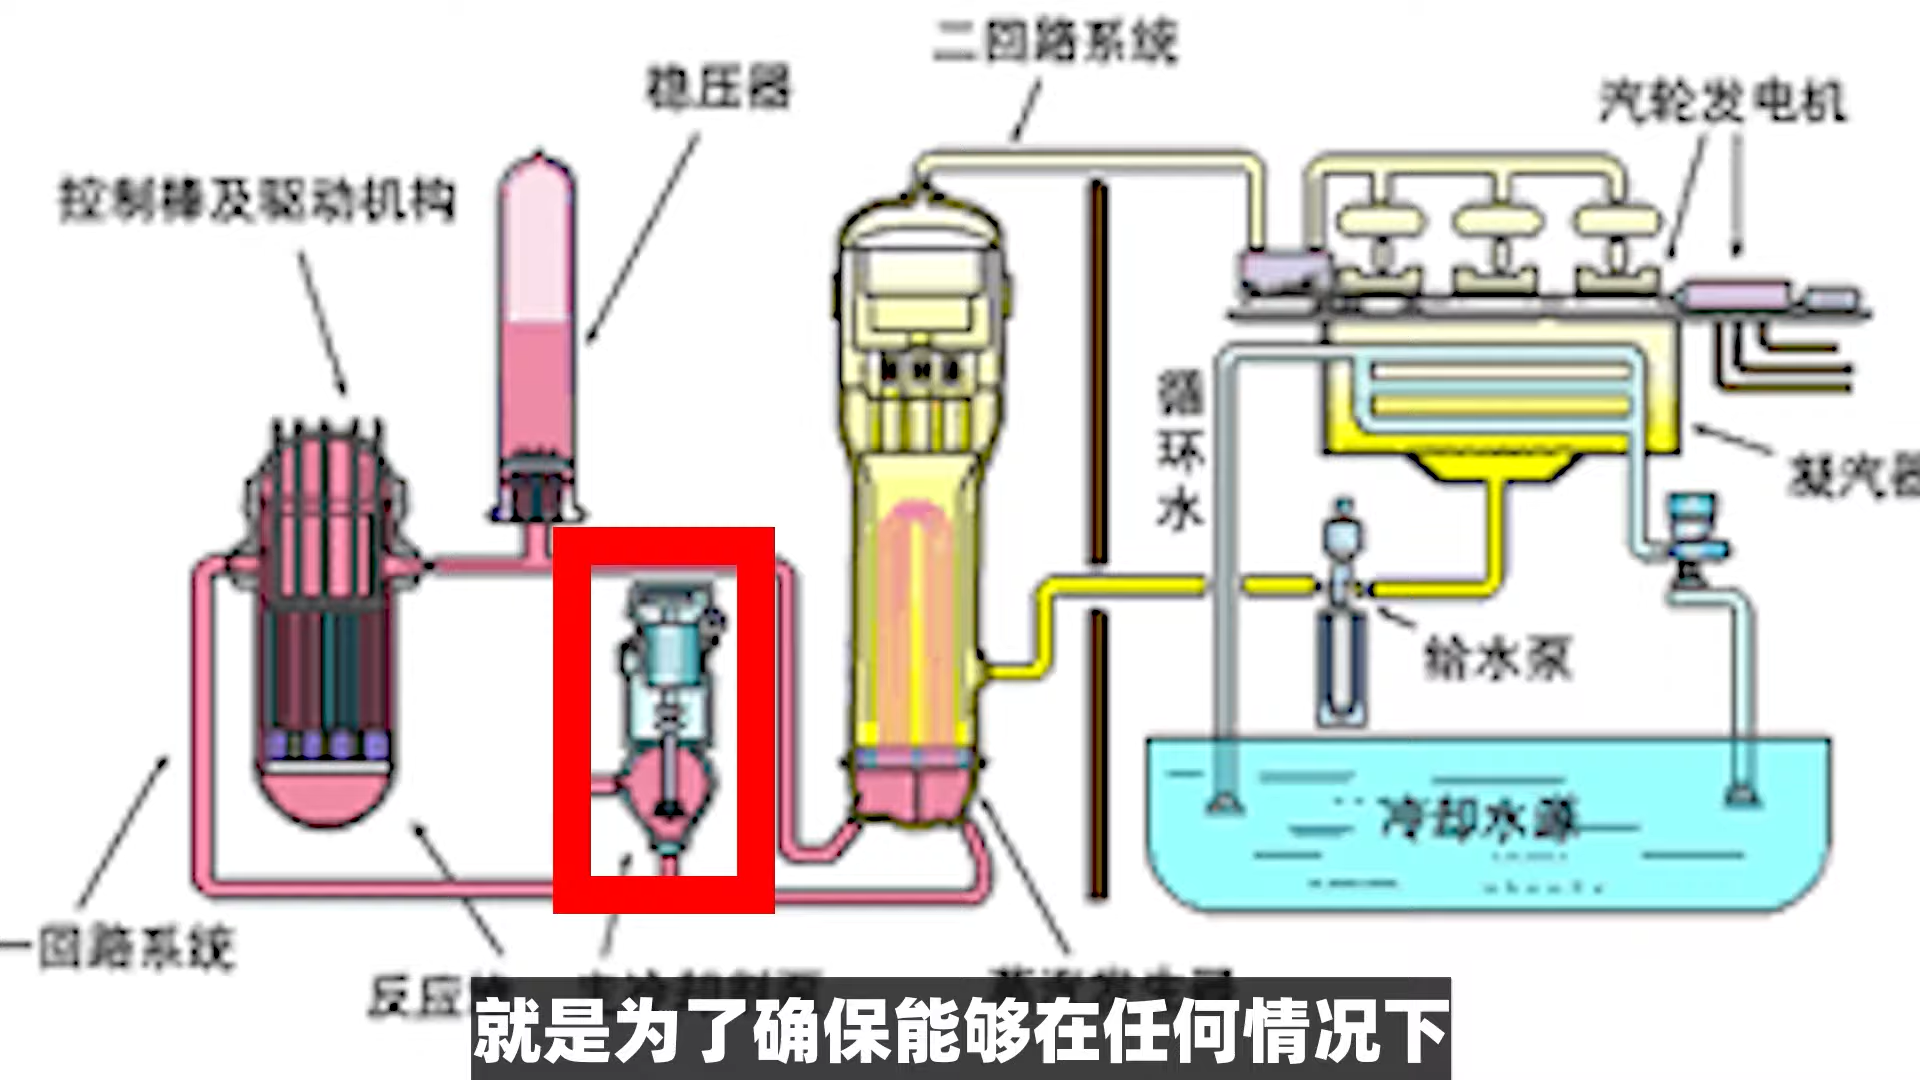 二回路系统
稳压器
汽轮发电机
控制棒及驱动机构
循环水
凝汽器
给水泵
冷却水源
一回路系统
反应
就是为了确保能够在任何情况下